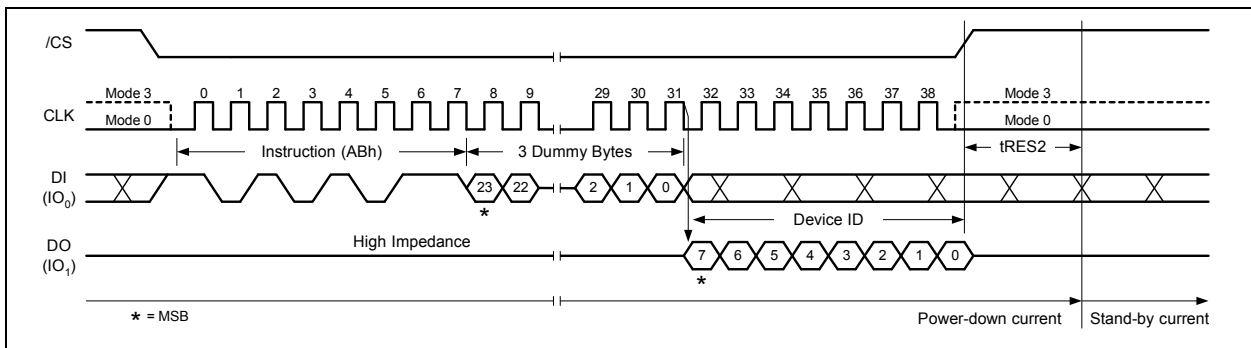 /CS
Mode 3
0 1 2 3 4 5 6 7 8 9 29 30 31 32 33 34 35 36 37 38
Mode 3
CLK
Mode 0
Mode 0
Instruction (ABh)
3 Dummy Bytes
tRES2
DI
(IO0)
23 22 2 1 0
*
Device ID
DO
(IO1)
High Impedance
7 6 5 4 3 2 1 0
*
* = MSB
Power-down current
Stand-by current